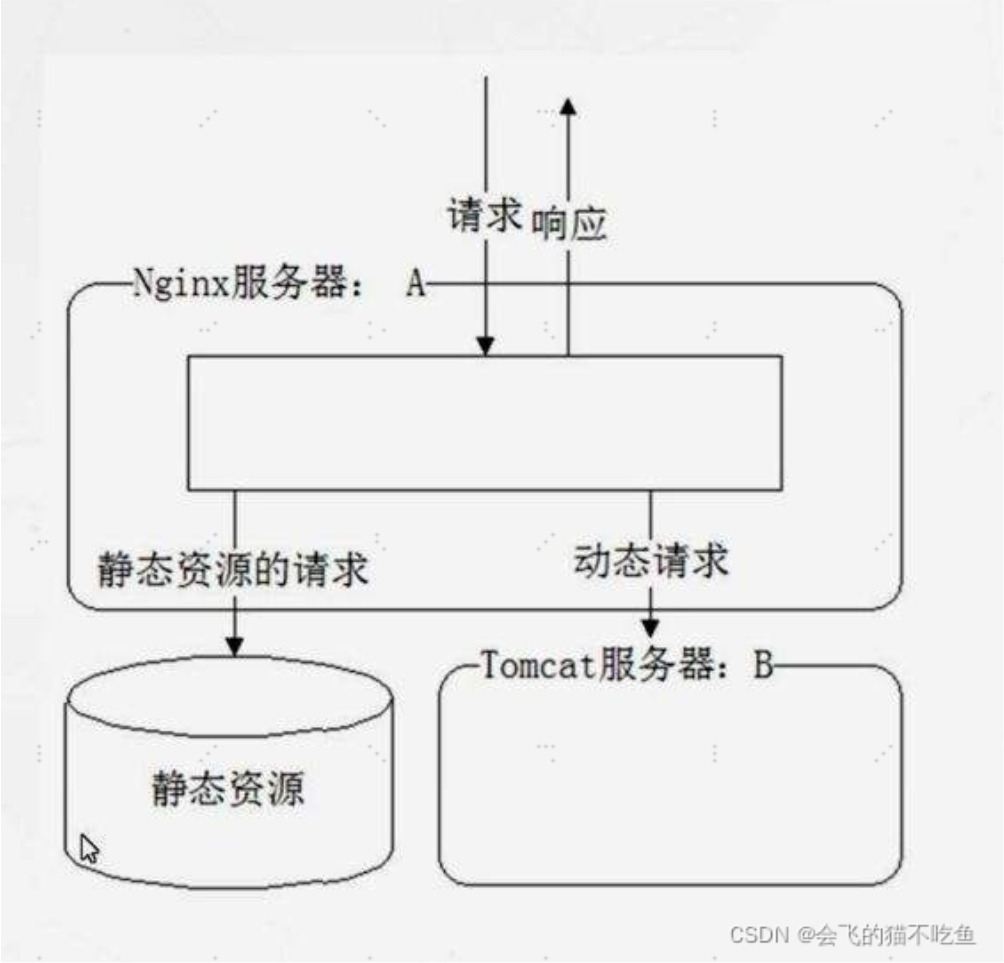 请求 响应
Nginx服务器： A
静态资源的请求
动态请求
Tomcat服务器：B
静态资源
CSDN @会飞的猫不吃鱼